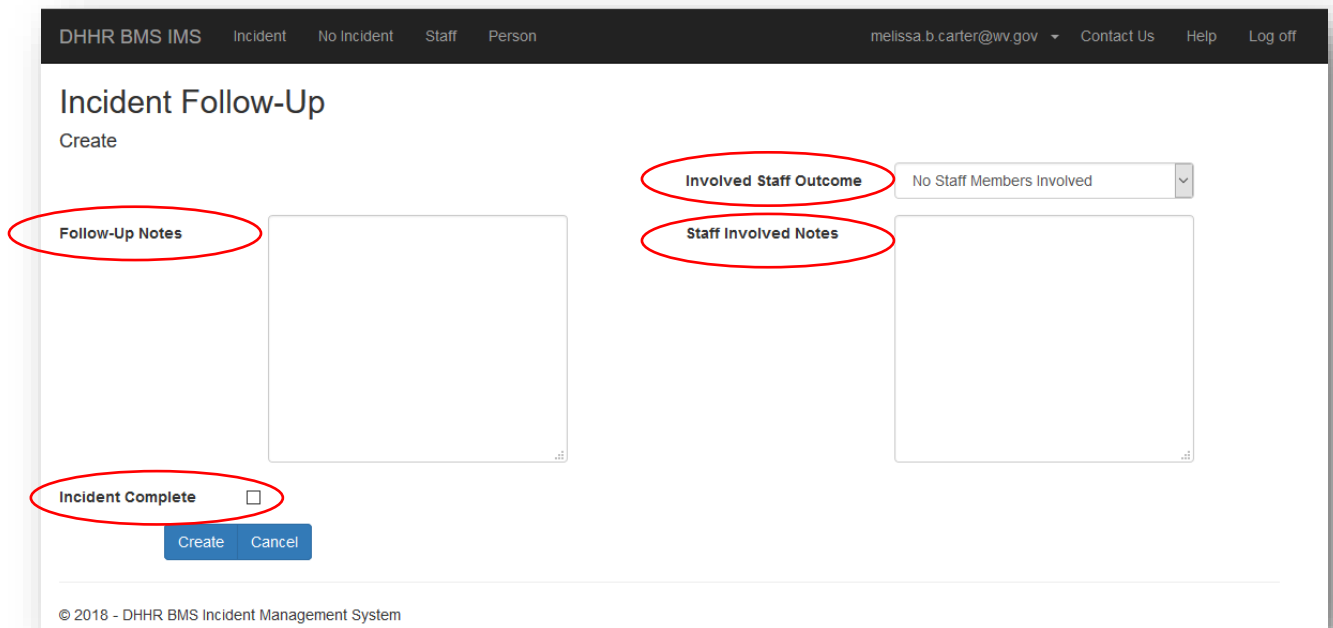 DHHR BMS IMS Incident No Incident Staff Person melissa.b.carter@wv.gov Contact Us Help Log off
Incident Follow-Up
Create
Involved Staff Outcome No Staff Members Involved
Follow-Up Notes Staff Involved Notes
Incident Complete
Create Cancel
© 2018 - DHHR BMS Incident Management System